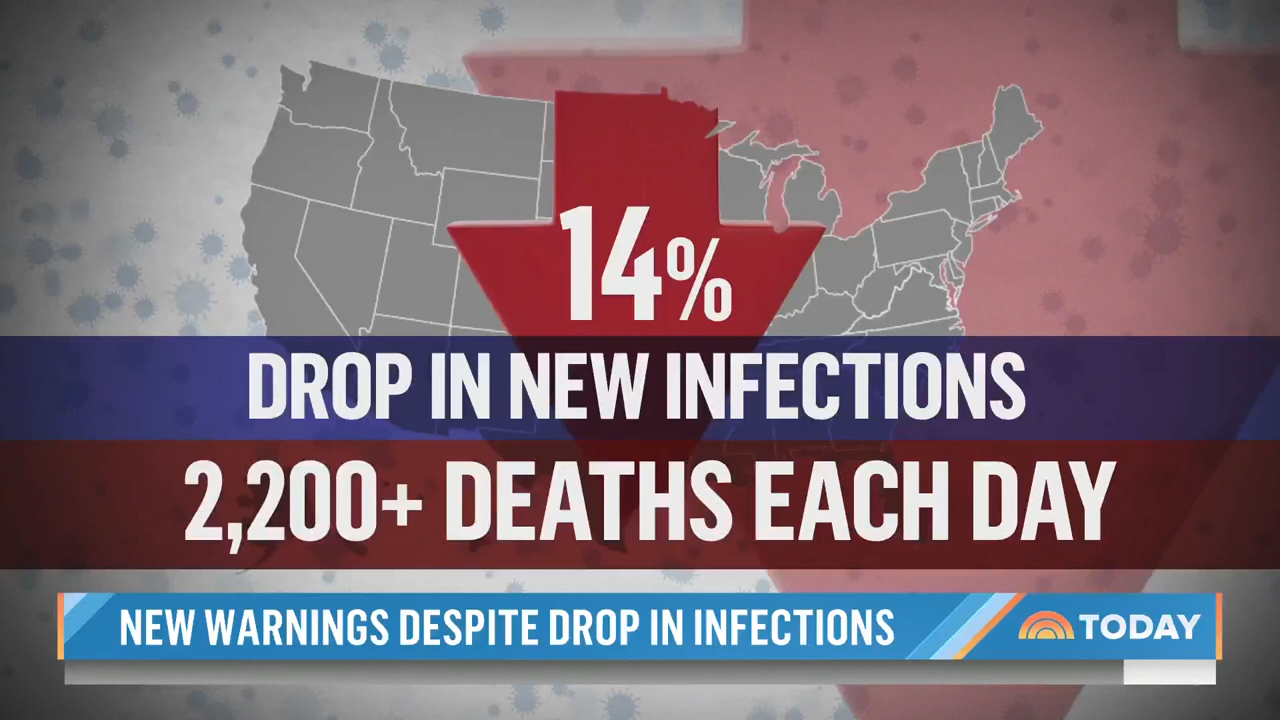 14%
DROP IN NEW INFECTIONS
2,200+ DEATHS EACH DAY
NEW WARNINGS DESPITE DROP IN INFECTIONS
TODAY